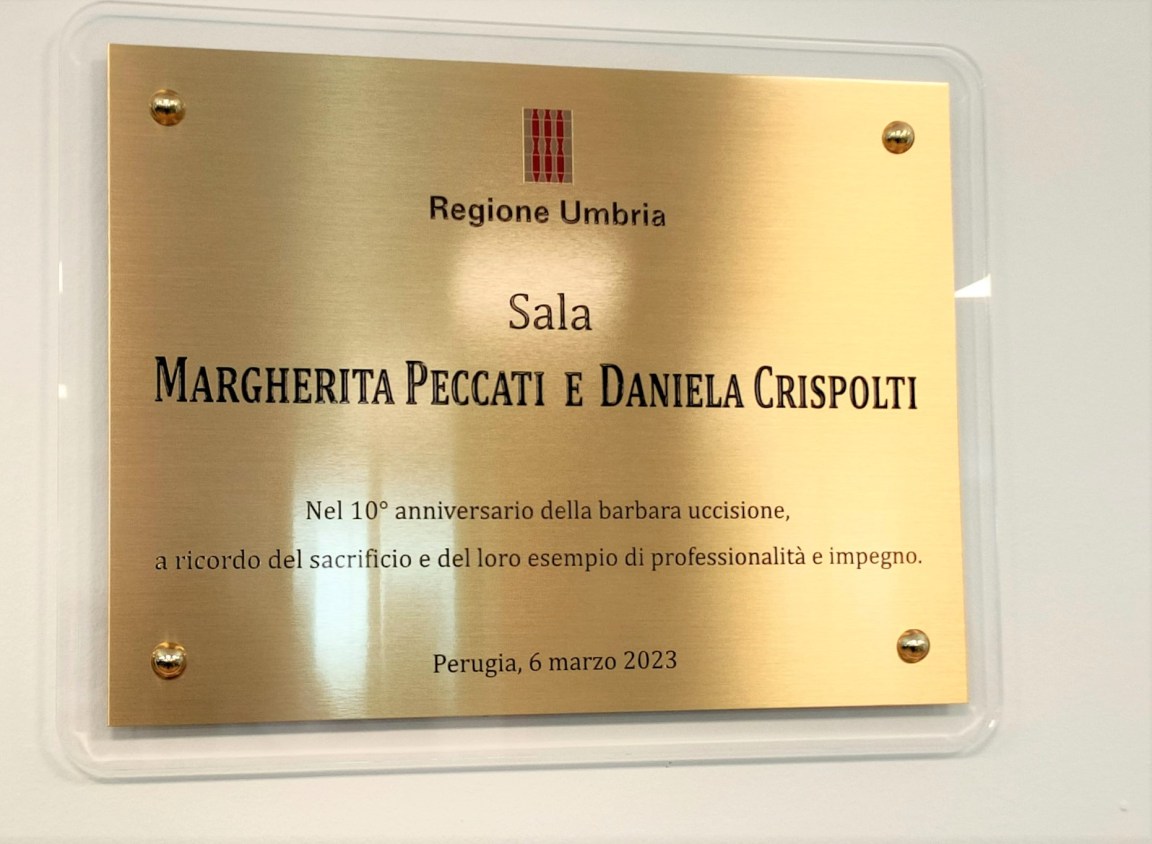 Regione Umbria
Sala
MARGHERITA PECCATI E DANIELA CRISPOLTI
Nel 10° anniversario della barbara uccisione,
a ricordo del sacrificio e del loro esempio di professionalità e impegno.
Perugia, 6 marzo 2023